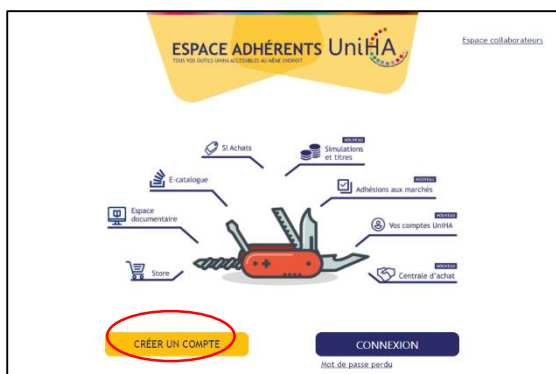 ESPACE ADHÉRENTS UniHA
TOUS VOS OUTILS UNIHA ACCESSIBLES AU MÊME ENDROIT
Espace collaborateurs
SI Achats
NOUVEAU
Simulations
et titres
E-catalogue
NOUVEAU
Adhésions aux marchés
Espace
documentaire
NOUVEAU
Vos comptes UniHA
Store
NOUVEAU
Centrale d'achat
CRÉER UN COMPTE
CONNEXION
Mot de passe perdu